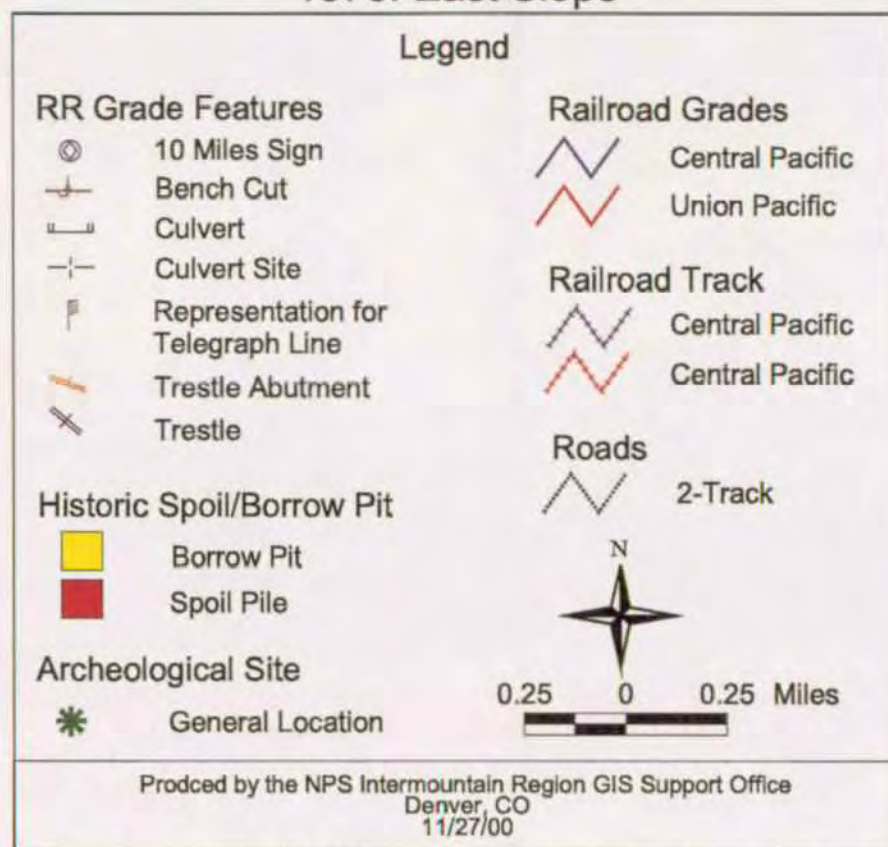 Legend
RR Grade Features
10 Miles Sign
Bench Cut
Culvert
Culvert Site
Representation for
Telegraph Line
Trestle Abutment
Trestle
Historic Spoil/Borrow Pit
Borrow Pit
Spoil Pile
Archeological Site
General Location
Railroad Grades
Central Pacific
Union Pacific
Railroad Track
Central Pacific
Central Pacific
Roads
2-Track
N
0.25 0 0.25 Miles
Prodced by the NPS Intermountain Region GIS Support Office
Denver, CO
11/27/00